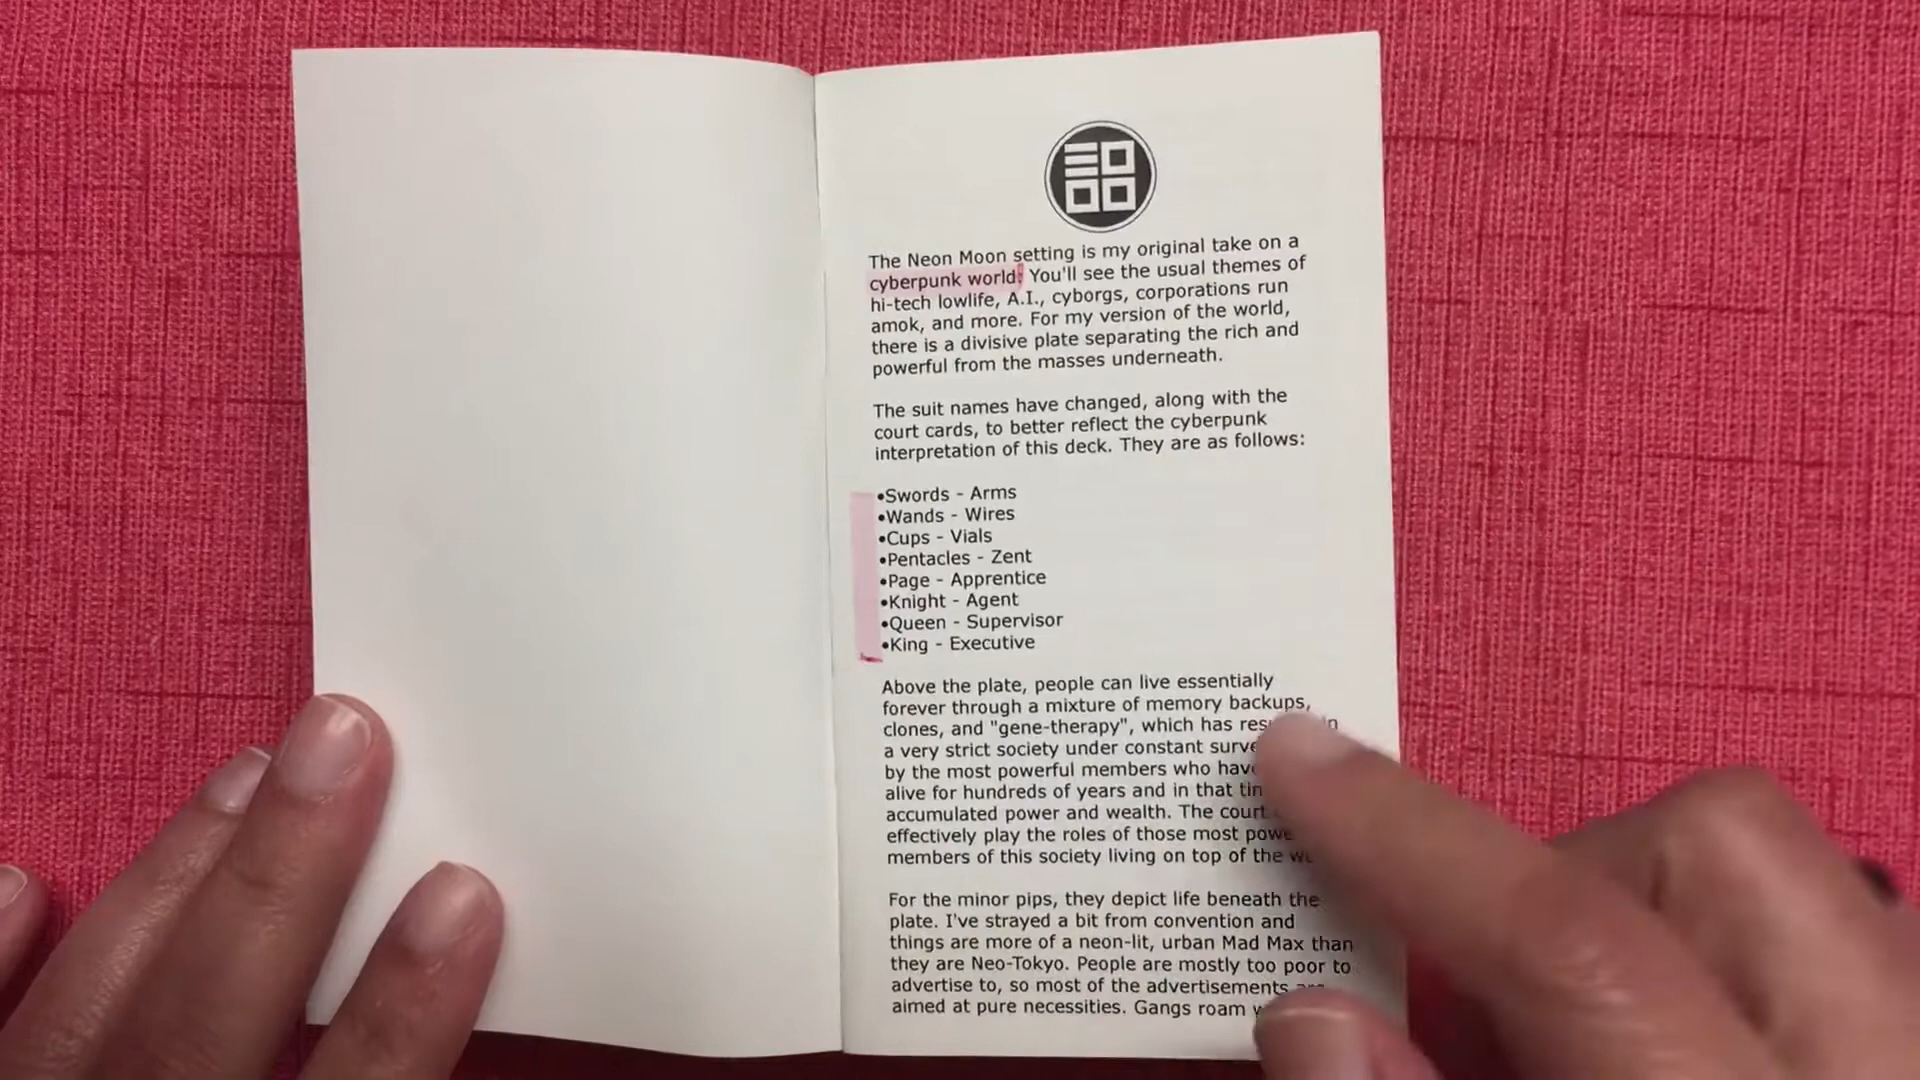 The Neon Moon setting is my original take on a
cyberpunk world. You'll see the usual themes of
hi-tech lowlife, A.I., cyborgs, corporations run
amok, and more. For my version of the world,
there is a divisive plate separating the rich and
powerful from the masses underneath.
The suit names have changed, along with the
court cards, to better reflect the cyberpunk
interpretation of this deck. They are as follows:
•Swords - Arms
•Wands - Wires
•Cups - Vials
•Pentacles - Zent
•Page - Apprentice
•Knight - Agent
•Queen - Supervisor
•King - Executive
Above the plate, people can live essentially
forever through a mixture of memory backups,
clones, and "gene-therapy", which has
a very strict society under constant
by the most powerful members who have
alive for hundreds of years and in that
accumulated power and wealth. The court
effectively play the roles of those most
members of this society living on top of the
For the minor pips, they depict life beneath the
plate. I've strayed a bit from convention and
things are more of a neon-lit, urban Mad Max than
they are Neo-Tokyo. People are mostly too poor to
advertise to, so most of the advertisements
aimed at pure necessities. Gangs roam